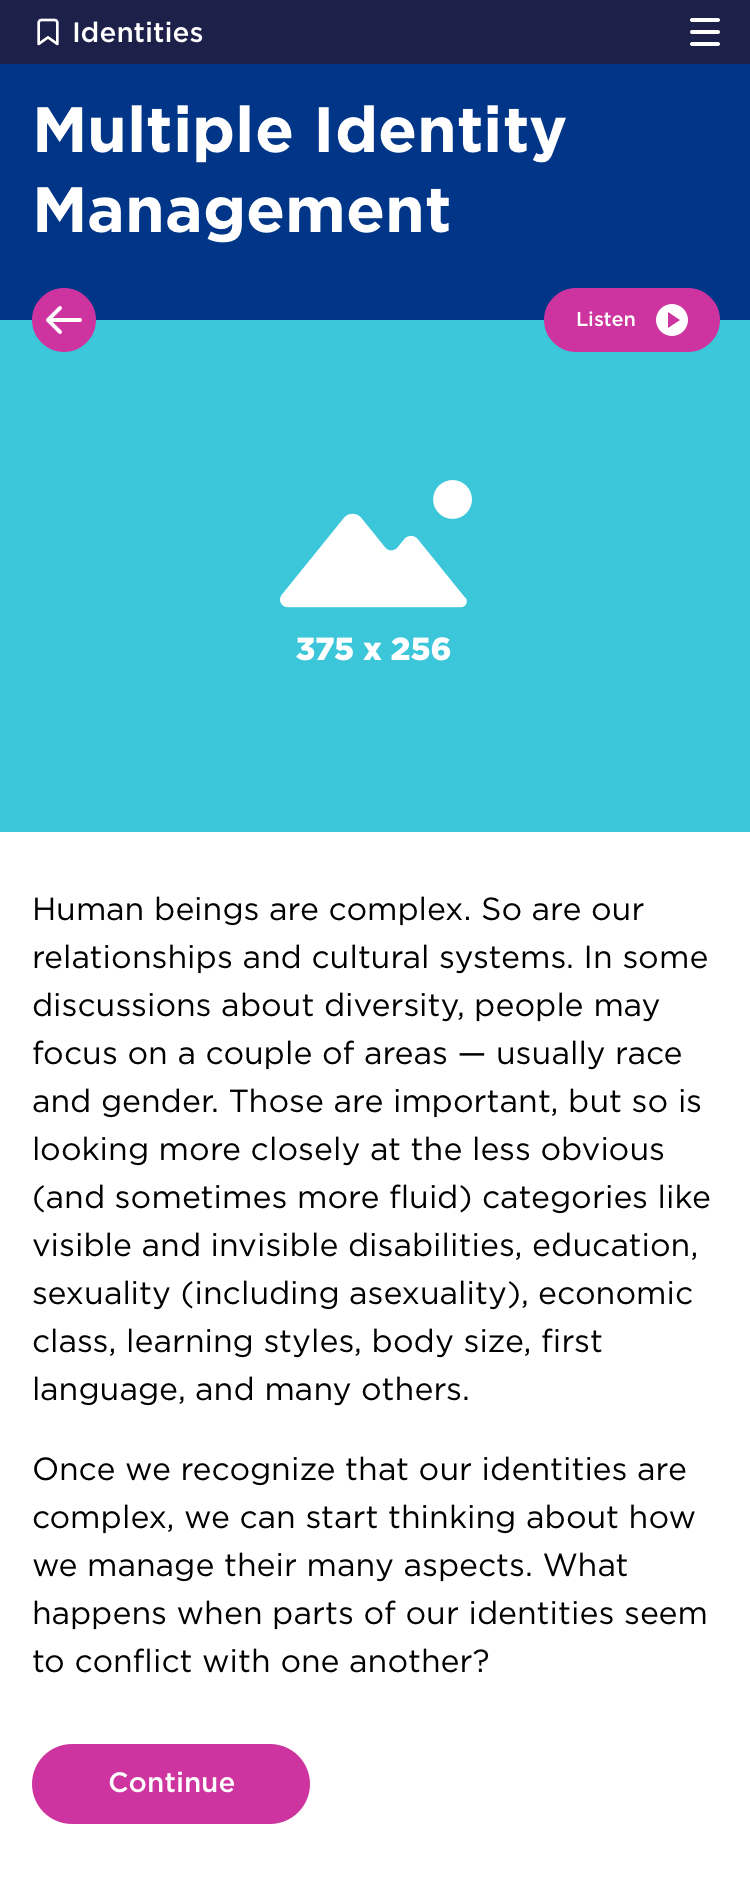 Identities
Multiple Identity
Management
Listen
375 x 256
Human beings are complex. So are our
relationships and cultural systems. In some
discussions about diversity, people may
focus on a couple of areas — usually race
and gender. Those are important, but so is
looking more closely at the less obvious
(and sometimes more fluid) categories like
visible and invisible disabilities, education,
sexuality (including asexuality), economic
class, learning styles, body size, first
language, and many others.
Once we recognize that our identities are
complex, we can start thinking about how
we manage their many aspects. What
happens when parts of our identities seem
to conflict with one another?
Continue